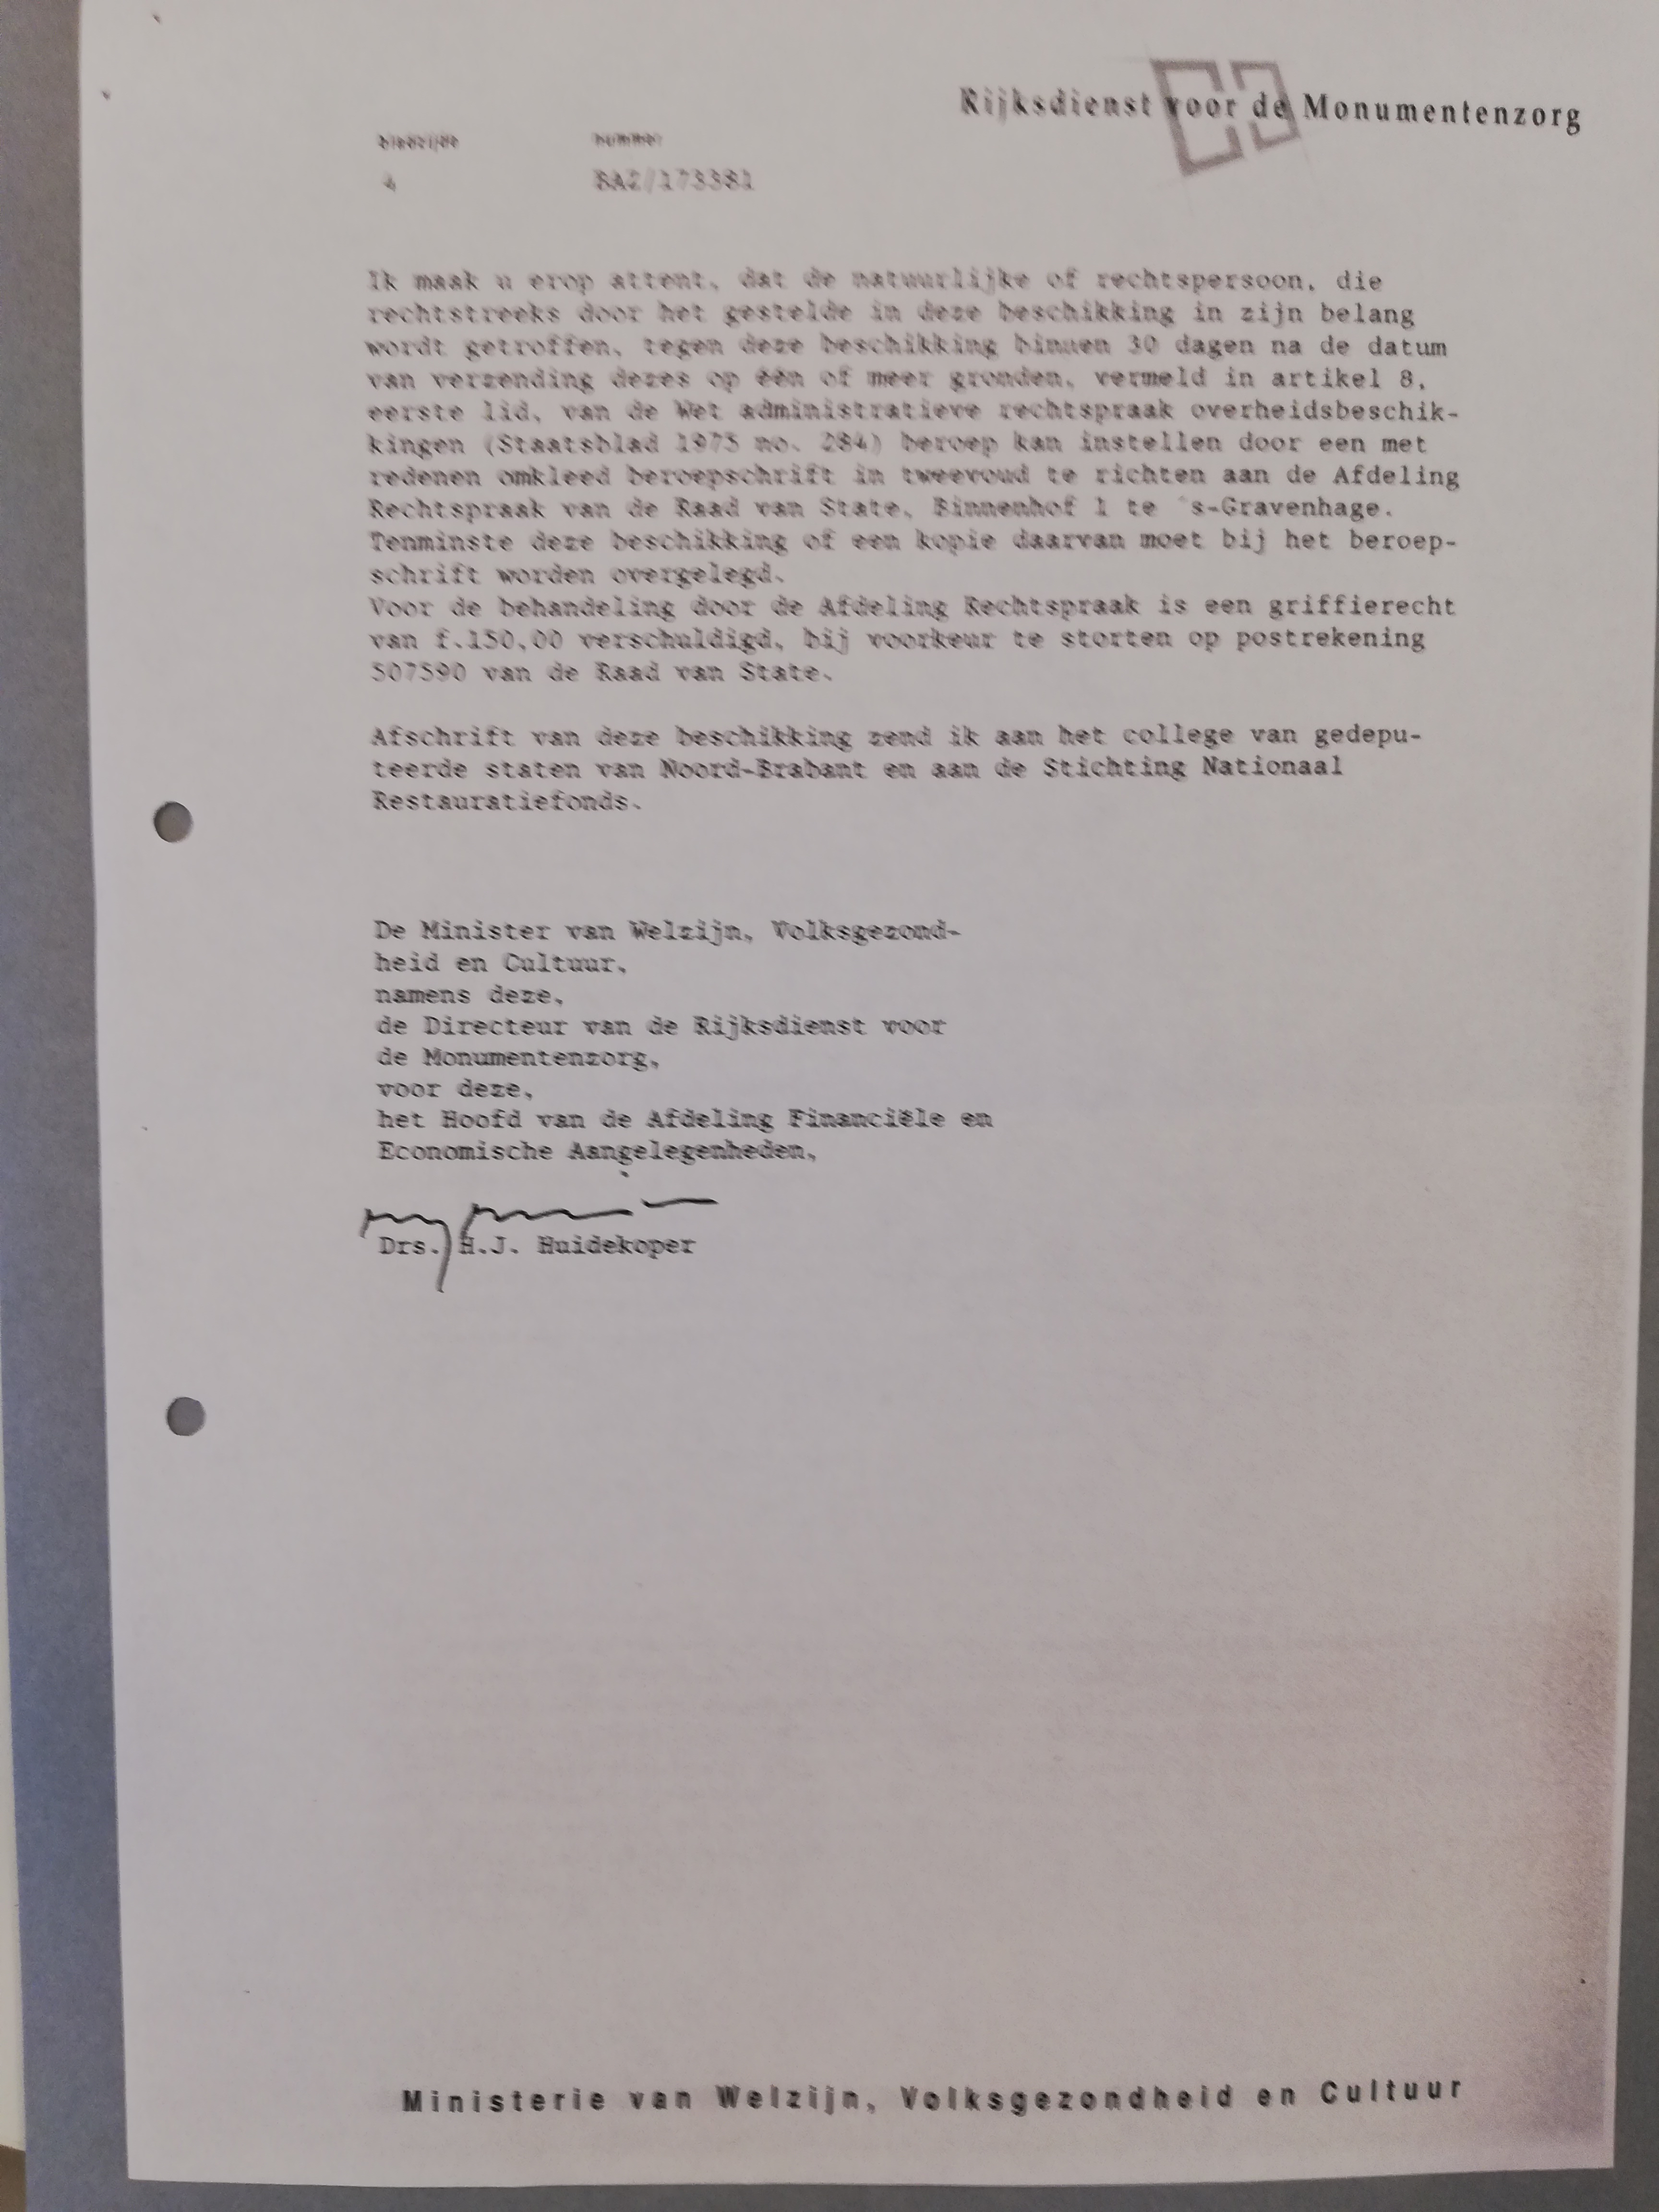 Rijksdienst voor de Monumentenzorg
bladzijde nummer
4 BAZ/173381
Ik maak u erop attent, dat de natuurlijke of rechtspersoon, die
rechtstreeks door het gestelde in deze beschikking in zijn belang
wordt getroffen, tegen deze beschikking binnen 30 dagen na de datum
van verzending dezes op één of meer gronden, vermeld in artikel 8,
eerste lid, van de Wet administratieve rechtspraak overheidsbeschik-
kingen (Staatsblad 1975 no. 284) beroep kan instellen door een met
redenen omkleed beroepschrift in tweevoud te richten aan de Afdeling
Rechtspraak van de Raad van State, Binnenhof 1 te 's-Gravenhage.
Tenminste deze beschikking of een kopie daarvan moet bij het beroep-
schrift worden overgelegd.
Voor de behandeling door de Afdeling Rechtspraak is een griffierecht
van f.150,00 verschuldigd, bij voorkeur te storten op postrekening
507590 van de Raad van State.
Afschrift van deze beschikking zend ik aan het college van gedepu-
teerde staten van Noord-Brabant en aan de Stichting Nationaal
Restauratiefonds.
De Minister van Welzijn, Volksgezond-
heid en Cultuur,
namens deze,
de Directeur van de Rijksdienst voor
de Monumentenzorg,
voor deze,
het Hoofd van de Afdeling Financiële en
Economische Aangelegenheden,
Drs. H.J. Huidekoper
Ministerie van Welzijn, Volksgezondheid en Cultuur